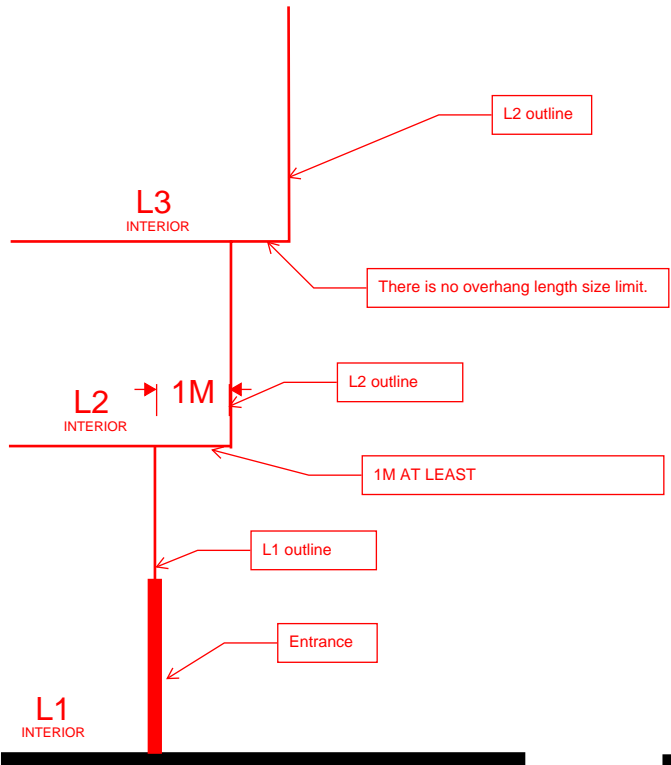 L2 outline
L3
INTERIOR
There is no overhang length size limit.
1M
L2 outline
L2
INTERIOR
1M AT LEAST
L1 outline
Entrance
L1
INTERIOR